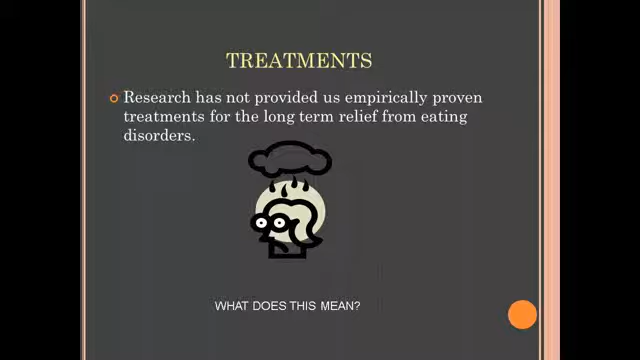 TREATMENTS
Research has not provided us empirically proven
treatments for the long term relief from eating
disorders.
WHAT DOES THIS MEAN?